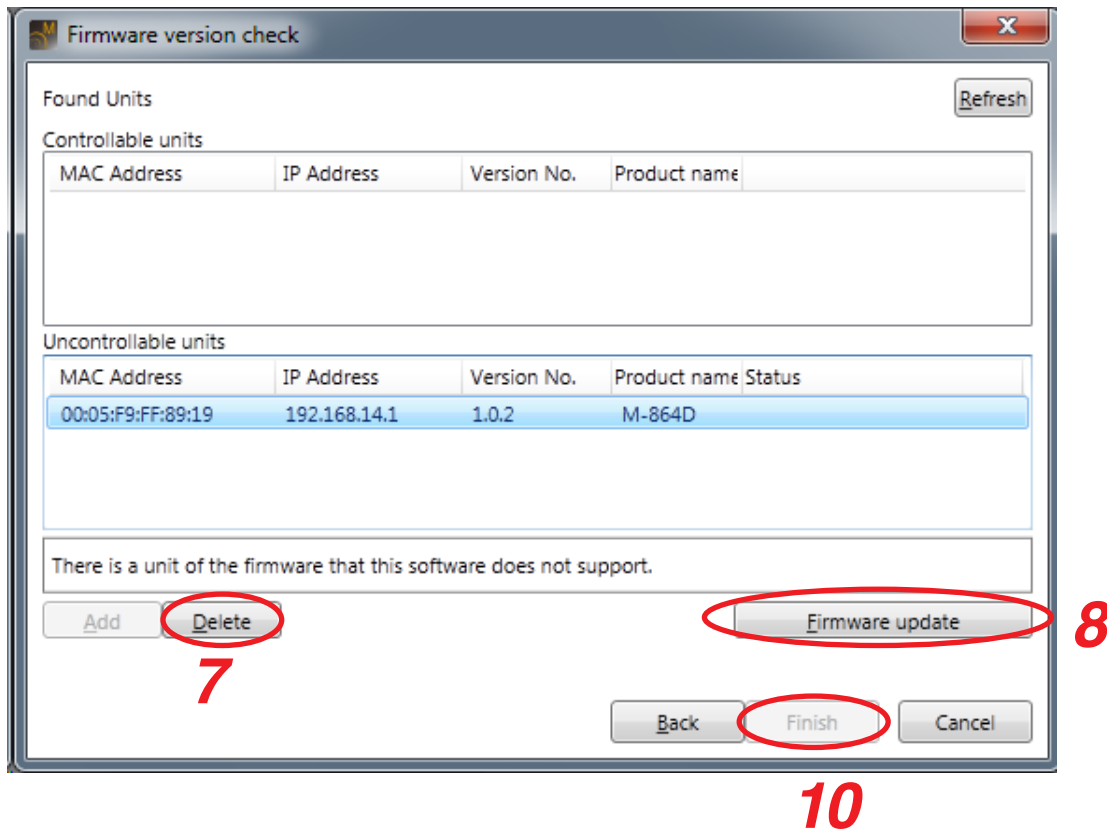 Firmware version check
Found Units
Refresh
Controllable units
MAC Address IP Address Version No. Product name
Uncontrollable units
MAC Address IP Address Version No. Product name Status
00:05:F9:FF:89:19 192.168.14.1 1.0.2 M-864D
There is a unit of the firmware that this software does not support.
Add Delete Firmware update 8
7
Back Finish Cancel
10